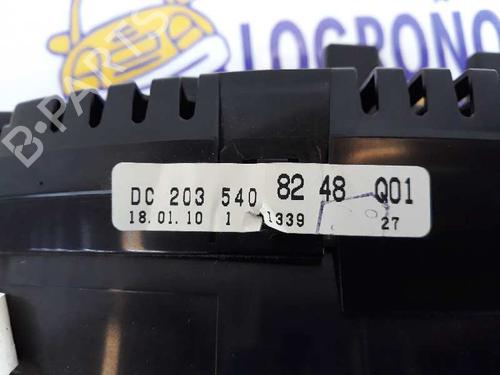 LOGROÑO
B-PARTS
DC 203 540 82 48 Q01
18.01.10 1 1339 27